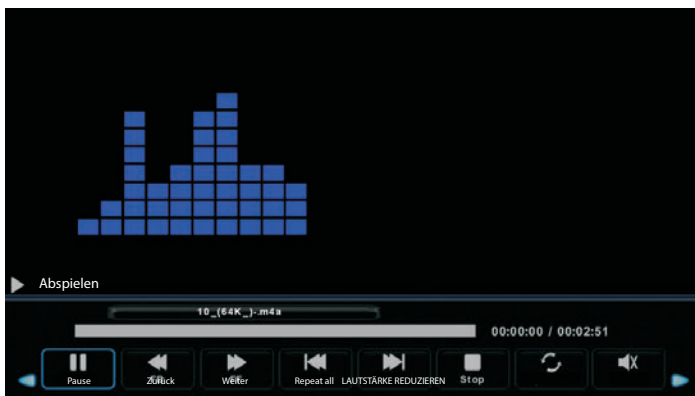 Abspielen
10_(64K_)-.m4a
00:00:00 / 00:02:51
Pause Zurück Weiter Repeat all LAUTSTÄRKE REDUZIEREN Stop